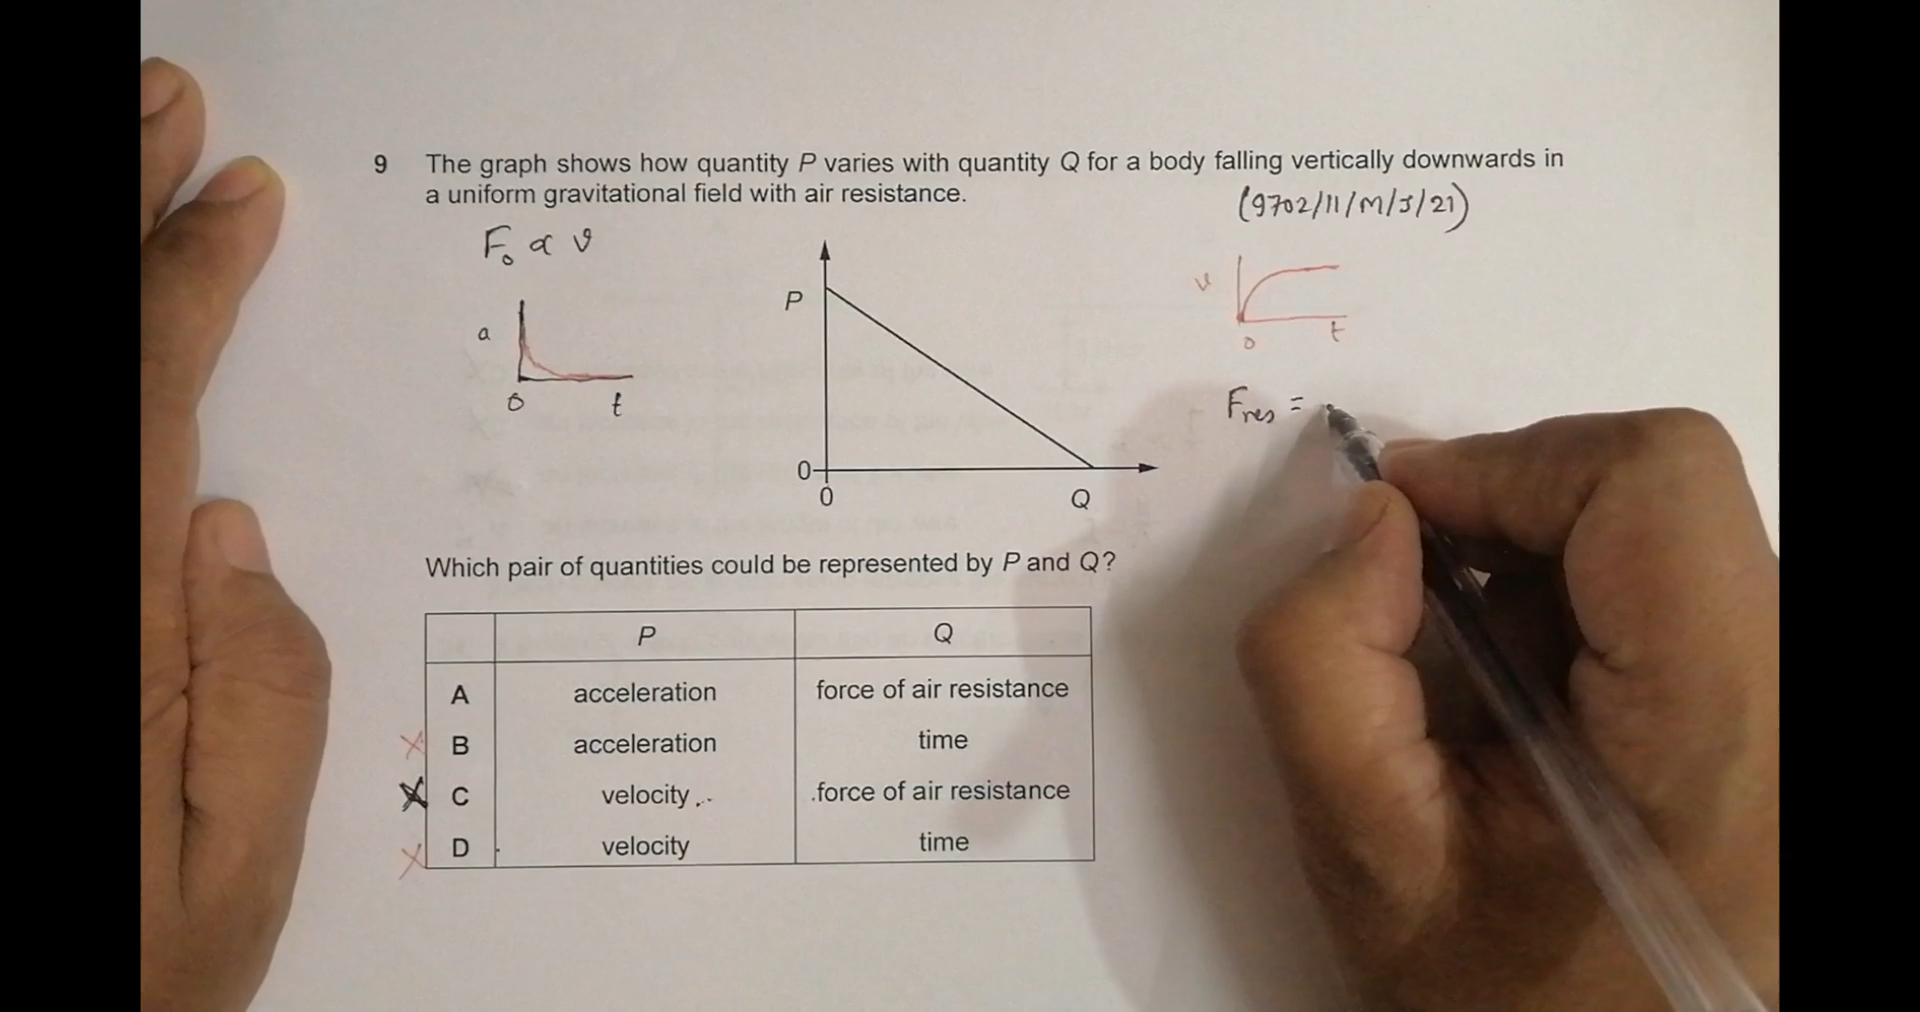 9 The graph shows how quantity P varies with quantity Q for a body falling vertically downwards in
a uniform gravitational field with air resistance.
(9702/11/M/J/21)
F₀ ∝ v
P
0
0
Q
a
0
t
v
0
t
Fres =
Which pair of quantities could be represented by P and Q?
P Q
A acceleration force of air resistance
B acceleration time
C velocity force of air resistance
D velocity time